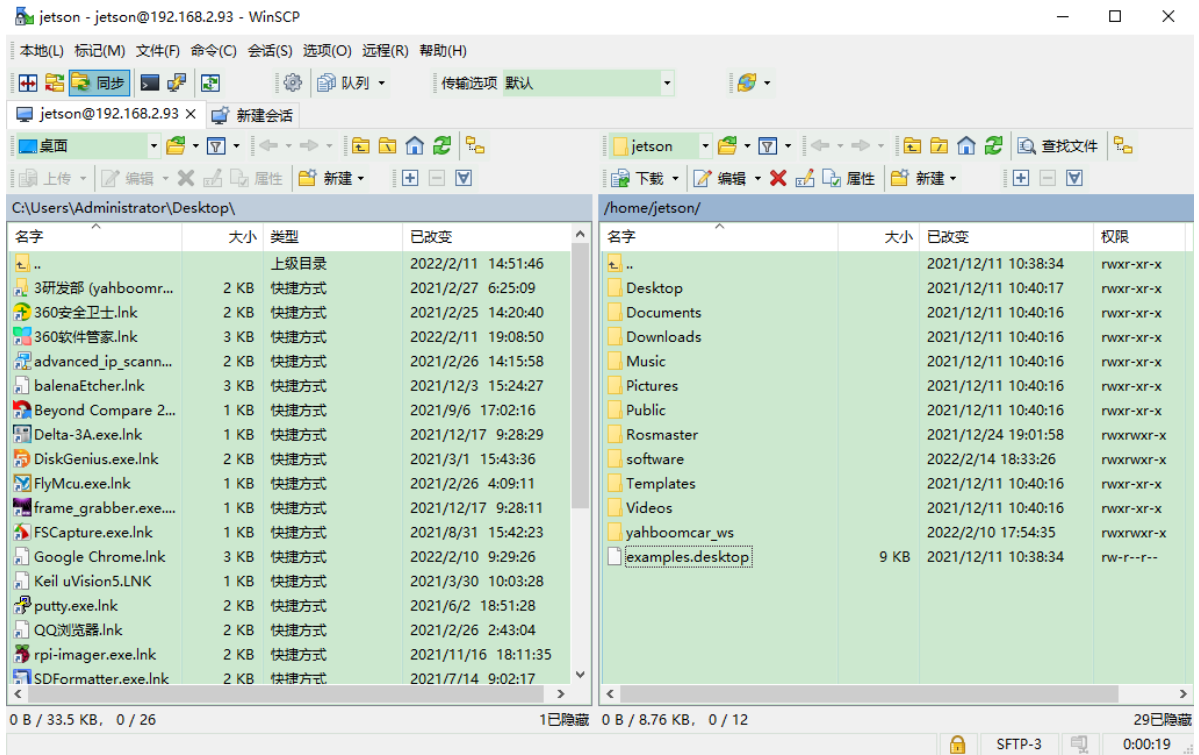 jetson - jetson@192.168.2.93 - WinSCP
本地(L) 标记(M) 文件(F) 命令(C) 会话(S) 选项(O) 远程(R) 帮助(H)
同步 队列 传输选项 默认
jetson@192.168.2.93 × 新建会话
桌面
上传 编辑 属性 新建
C:\Users\Administrator\Desktop\
名字 大小 类型 已改变
.. 上级目录 2022/2/11 14:51:46
3研发部 (yahboomr... 2 KB 快捷方式 2021/2/27 6:25:09
360安全卫士.lnk 2 KB 快捷方式 2021/2/25 14:20:40
360软件管家.lnk 3 KB 快捷方式 2022/2/11 19:08:50
advanced_ip_scann... 2 KB 快捷方式 2021/2/26 14:15:58
balenaEtcher.lnk 3 KB 快捷方式 2021/12/3 15:24:27
Beyond Compare 2... 1 KB 快捷方式 2021/9/6 17:02:16
Delta-3A.exe.lnk 1 KB 快捷方式 2021/12/17 9:28:29
DiskGenius.exe.lnk 2 KB 快捷方式 2021/3/1 15:43:36
FlyMcu.exe.lnk 1 KB 快捷方式 2021/2/26 4:09:11
frame_grabber.exe.... 1 KB 快捷方式 2021/12/17 9:28:11
FSCapture.exe.lnk 1 KB 快捷方式 2021/8/31 15:42:23
Google Chrome.lnk 3 KB 快捷方式 2022/2/10 9:29:26
Keil uVision5.LNK 1 KB 快捷方式 2021/3/30 10:03:28
putty.exe.lnk 2 KB 快捷方式 2021/6/2 18:51:28
QQ浏览器.lnk 2 KB 快捷方式 2021/2/26 2:43:04
rpi-imager.exe.lnk 2 KB 快捷方式 2021/11/16 18:11:35
SDFormatter.exe.lnk 2 KB 快捷方式 2021/7/14 9:02:17
0 B / 33.5 KB, 0 / 26 1已隐藏
jetson 查找文件
下载 编辑 属性 新建
/home/jetson/
名字 大小 已改变 权限
.. 2021/12/11 10:38:34 rwxr-xr-x
Desktop 2021/12/11 10:40:17 rwxr-xr-x
Documents 2021/12/11 10:40:16 rwxr-xr-x
Downloads 2021/12/11 10:40:16 rwxr-xr-x
Music 2021/12/11 10:40:16 rwxr-xr-x
Pictures 2021/12/11 10:40:16 rwxr-xr-x
Public 2021/12/11 10:40:16 rwxr-xr-x
Rosmaster 2021/12/24 19:01:58 rwxrwxr-x
software 2022/2/14 18:33:26 rwxrwxr-x
Templates 2021/12/11 10:40:16 rwxr-xr-x
Videos 2021/12/11 10:40:16 rwxr-xr-x
yahboomcar_ws 2022/2/10 17:54:35 rwxrwxr-x
examples.desktop 9 KB 2021/12/11 10:38:34 rw-r--r--
0 B / 8.76 KB, 0 / 12 29已隐藏
SFTP-3 0:00:19